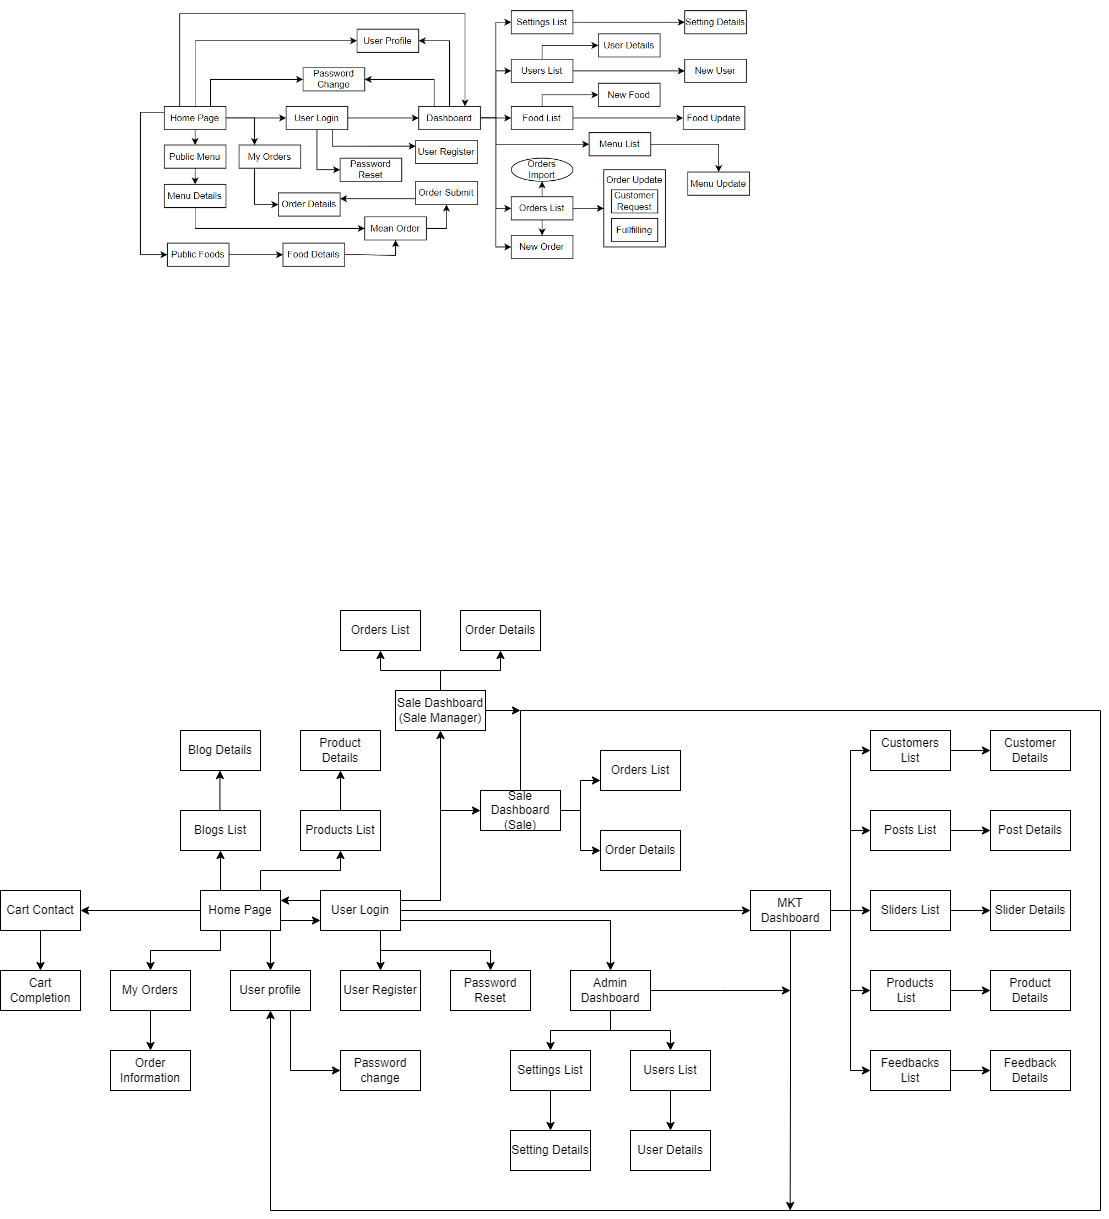 Settings List
Setting Details
User Profile
User Details
Users List
New User
Password
Change
New Food
Home Page
User Login
Dashboard
Food List
Food Update
Menu List
Public Menu
My Orders
User Register
Password
Reset
Orders
Import
Order Update
Menu Update
Menu Details
Order Details
Order Submit
Customer
Request
Orders List
Mean Order
Fullfilling
New Order
Public Foods
Food Details
Orders List
Order Details
Sale Dashboard
(Sale Manager)
Blog Details
Product
Details
Customers
List
Customer
Details
Orders List
Sale
Dashboard
(Sale)
Blogs List
Products List
Posts List
Post Details
Order Details
Cart Contact
Home Page
User Login
MKT
Dashboard
Sliders List
Slider Details
Cart
Completion
My Orders
User profile
User Register
Password
Reset
Admin
Dashboard
Products
List
Product
Details
Order
Information
Password
change
Settings List
Users List
Feedbacks
List
Feedback
Details
Setting Details
User Details